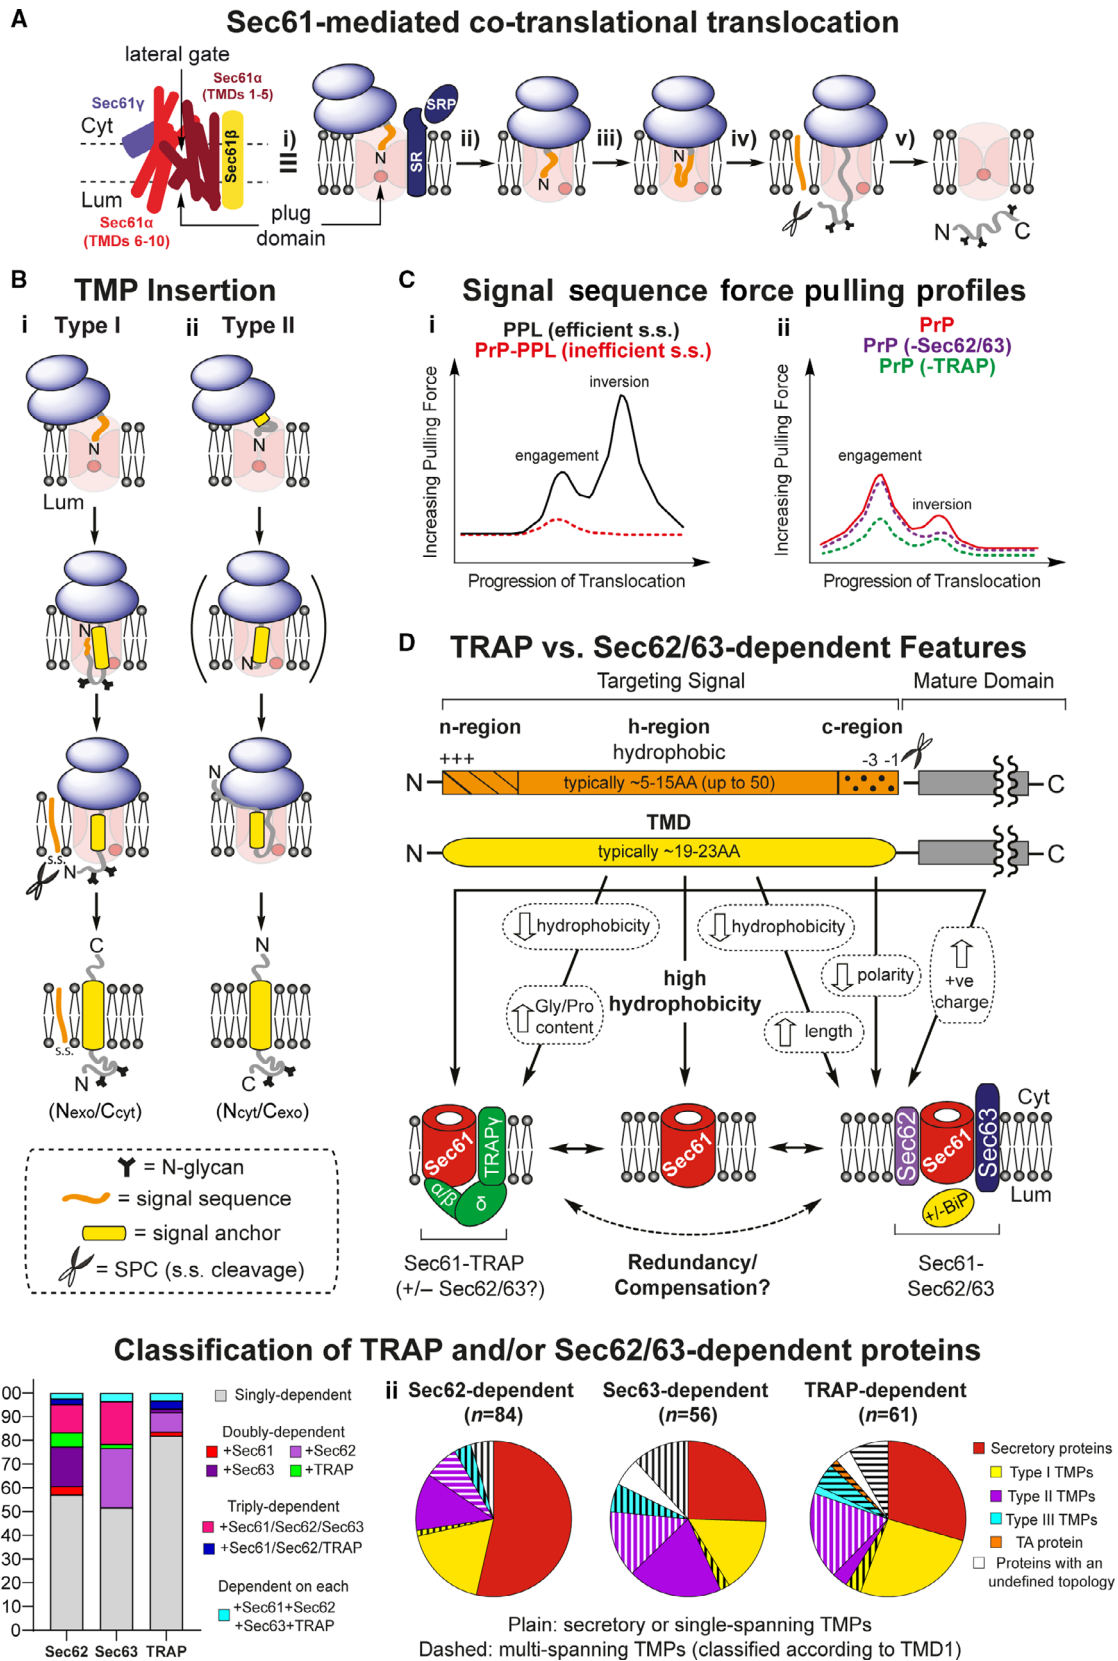 A
Sec61-mediated co-translational translocation
lateral gate
Sec61α
(TMDs 1-5)
Sec61γ
Cyt
Sec61β
Lum
Sec61α
(TMDs 6-10)
plug
domain
i)
N
SR
SRP
ii)
N
iii)
N
iv)
v)
N
C
B
TMP Insertion
i
Type I
ii
Type II
N
N
Lum
N
N
N
s.s.
N
C
N
s.s.
N
C
(Nexo/Ccyt)
(Ncyt/Cexo)
= N-glycan
= signal sequence
= signal anchor
= SPC (s.s. cleavage)
C
Signal sequence force pulling profiles
i
PPL (efficient s.s.)
PrP-PPL (inefficient s.s.)
Increasing Pulling Force
inversion
engagement
Progression of Translocation
ii
PrP
PrP (-Sec62/63)
PrP (-TRAP)
Increasing Pulling Force
engagement
inversion
Progression of Translocation
D
TRAP vs. Sec62/63-dependent Features
Targeting Signal
Mature Domain
n-region
h-region
c-region
hydrophobic
+++
-3 -1
N
typically ~5-15AA (up to 50)
C
TMD
N
typically ~19-23AA
C
hydrophobicity
hydrophobicity
high
hydrophobicity
polarity
+ve
charge
Gly/Pro
content
length
Sec61
TRAPγ
α/β
δ
Sec61
Sec62
Sec61
Sec63
+/-BiP
Cyt
Lum
Sec61-TRAP
(+/− Sec62/63?)
Redundancy/
Compensation?
Sec61-
Sec62/63
Classification of TRAP and/or Sec62/63-dependent proteins
00
90
80
70
60
50
40
30
20
10
0
Sec62 Sec63 TRAP
Singly-dependent
Doubly-dependent
+Sec61
+Sec62
+Sec63
+TRAP
Triply-dependent
+Sec61/Sec62/Sec63
+Sec61/Sec62/TRAP
Dependent on each
+Sec61+Sec62
+Sec63+TRAP
ii
Sec62-dependent
(n=84)
Sec63-dependent
(n=56)
TRAP-dependent
(n=61)
Secretory proteins
Type I TMPs
Type II TMPs
Type III TMPs
TA protein
Proteins with an
undefined topology
Plain: secretory or single-spanning TMPs
Dashed: multi-spanning TMPs (classified according to TMD1)